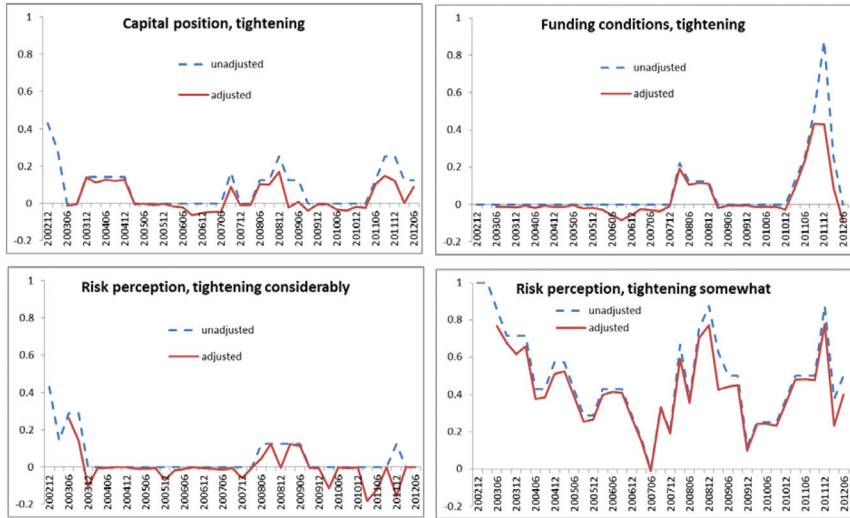 Capital position, tightening
unadjusted
adjusted
1
0.8
0.6
0.4
0.2
0
-0.2
200212 200306 200312 200406 200412 200506 200512 200606 200612 200706 200712 200806 200812 200906 200912 201006 201012 201106 201112 201206
Funding conditions, tightening
unadjusted
adjusted
1
0.8
0.6
0.4
0.2
0
-0.2
200212 200306 200312 200406 200412 200506 200512 200606 200612 200706 200712 200806 200812 200906 200912 201006 201012 201106 201112 201206
Risk perception, tightening considerably
unadjusted
adjusted
1
0.8
0.6
0.4
0.2
0
-0.2
200212 200306 200312 200406 200412 200506 200512 200606 200612 200706 200712 200806 200812 200906 200912 201006 201012 201106 201112 201206
Risk perception, tightening somewhat
unadjusted
adjusted
1
0.8
0.6
0.4
0.2
0
-0.2
200212 200306 200312 200406 200412 200506 200512 200606 200612 200706 200712 200806 200812 200906 200912 201006 201012 201106 201112 201206